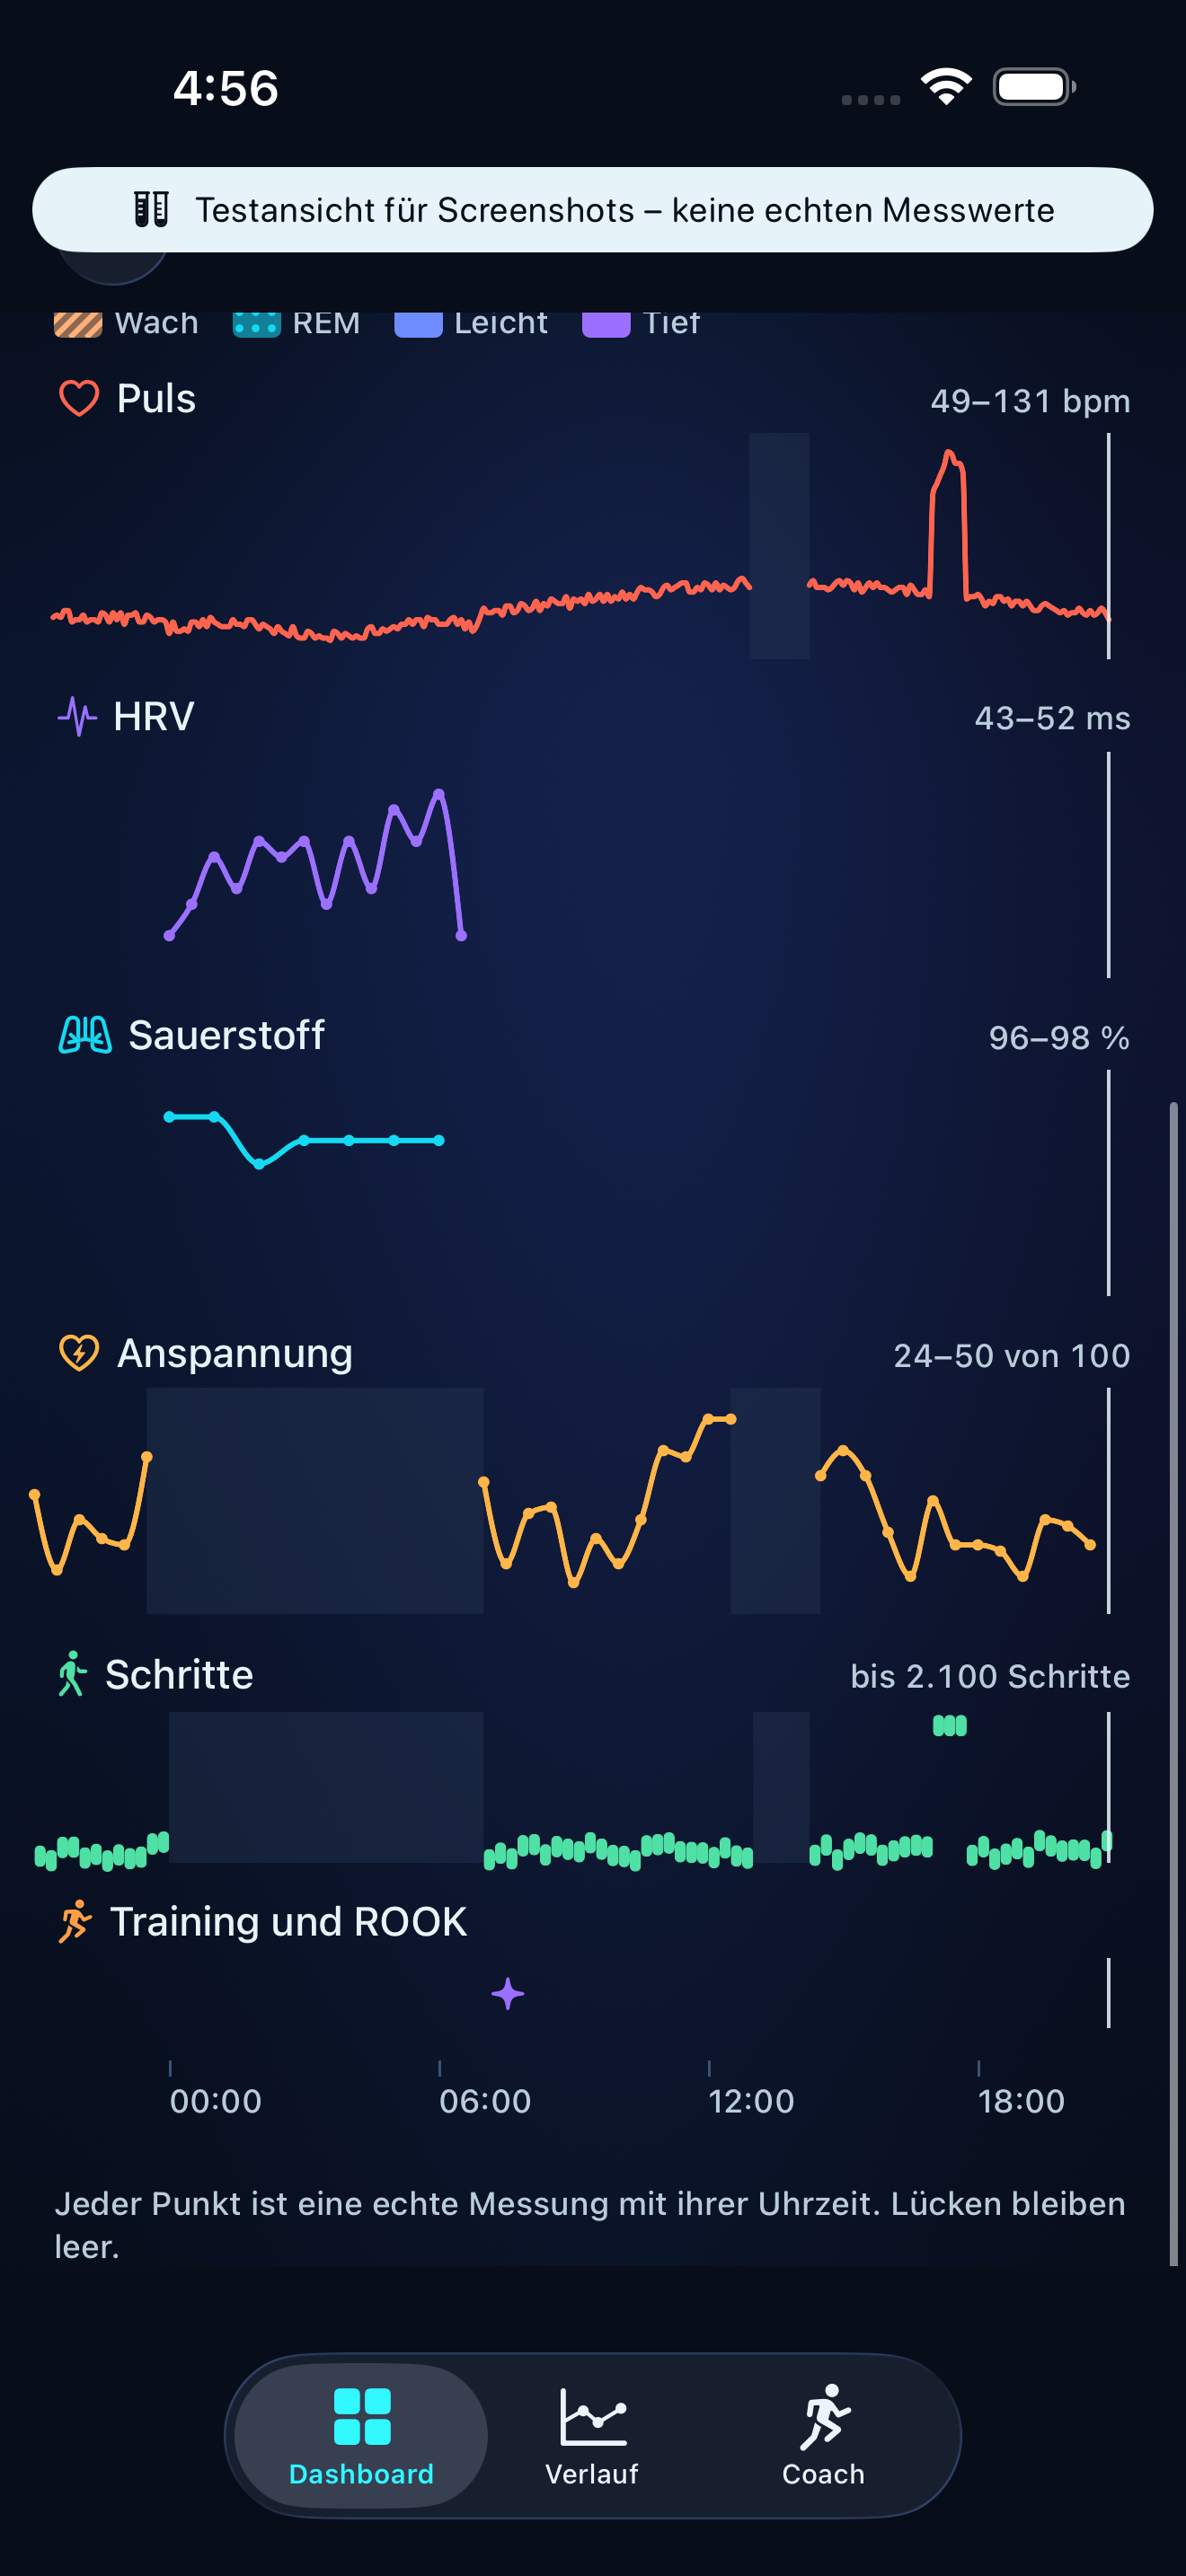 4:56
Testansicht für Screenshots – keine echten Messwerte
Wach REM Leicht Tief
Puls 49–131 bpm
HRV 43–52 ms
Sauerstoff 96–98 %
Anspannung 24–50 von 100
Schritte bis 2.100 Schritte
Training und ROOK
00:00 06:00 12:00 18:00
Jeder Punkt ist eine echte Messung mit ihrer Uhrzeit. Lücken bleiben
leer.
Dashboard Verlauf Coach